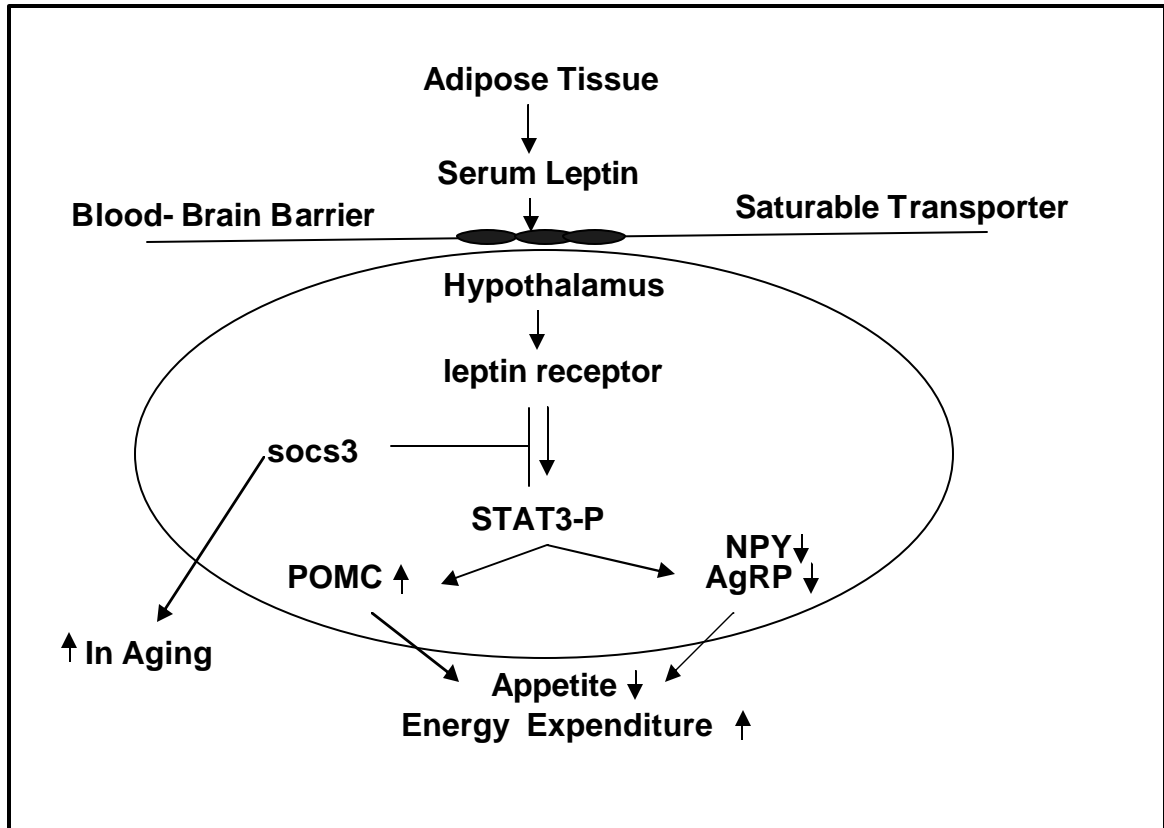 Adipose Tissue
Serum Leptin
Blood- Brain Barrier
Saturable Transporter
Hypothalamus
leptin receptor
socs3
STAT3-P
NPY
POMC
AgRP
In Aging
Appetite
Energy Expenditure